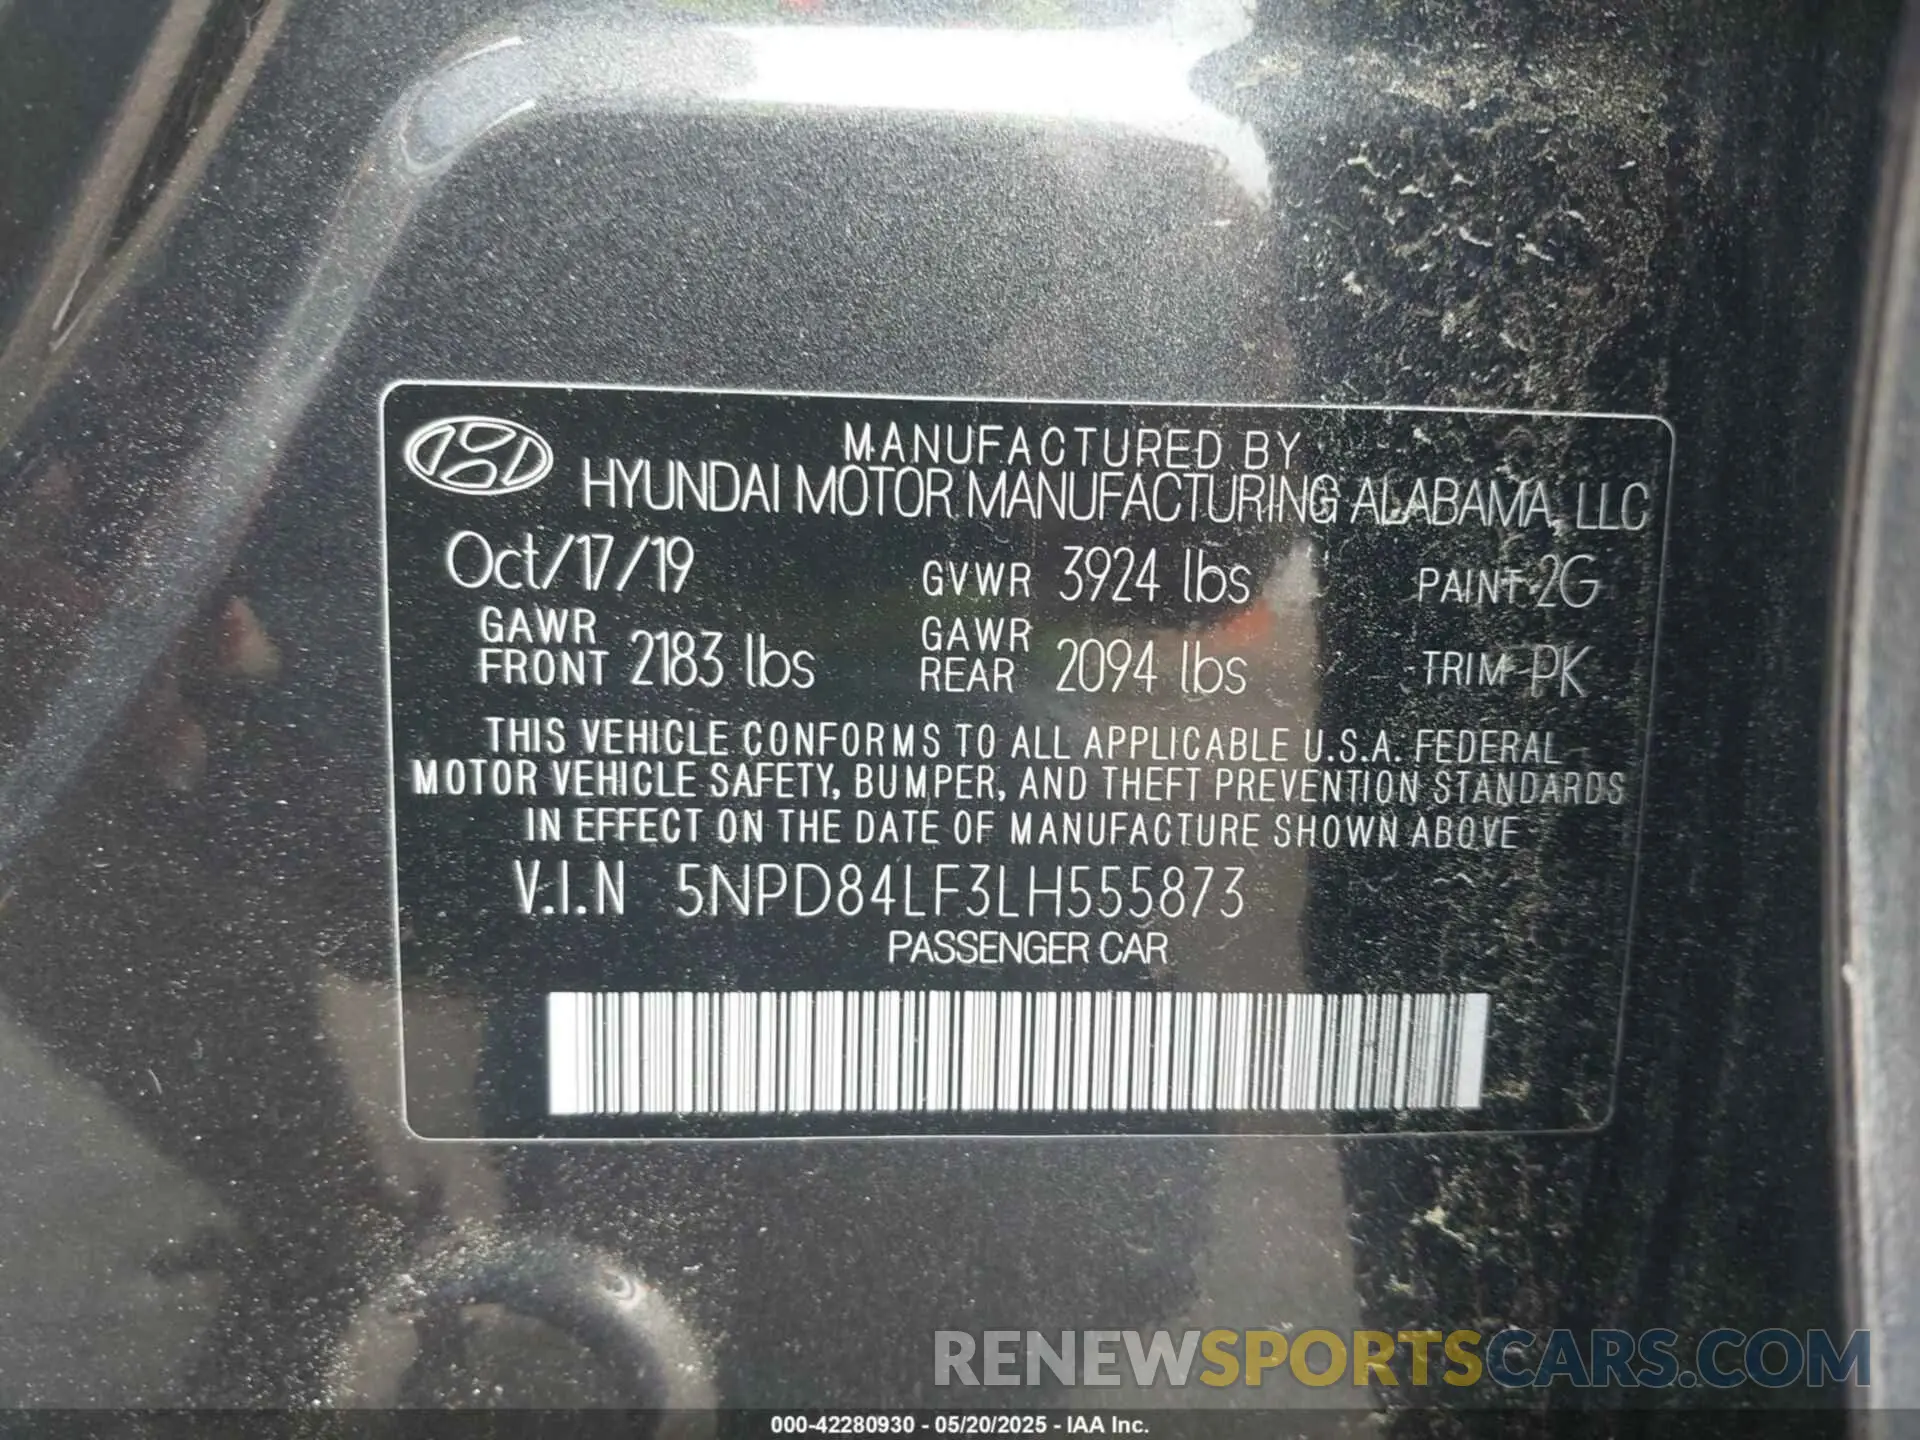 MANUFACTURED BY
HYUNDAI MOTOR MANUFACTURING ALABAMA, LLC
Oct/17/19 GVWR 3924 lbs PAINT 2G
GAWR FRONT 2183 lbs GAWR REAR 2094 lbs TRIM PK
THIS VEHICLE CONFORMS TO ALL APPLICABLE U.S.A. FEDERAL
MOTOR VEHICLE SAFETY, BUMPER, AND THEFT PREVENTION STANDARDS
IN EFFECT ON THE DATE OF MANUFACTURE SHOWN ABOVE
V.I.N 5NPD84LF3LH555873
PASSENGER CAR
RENEWSPORTSCARS.COM
000-42280930 - 05/20/2025 - IAA Inc.